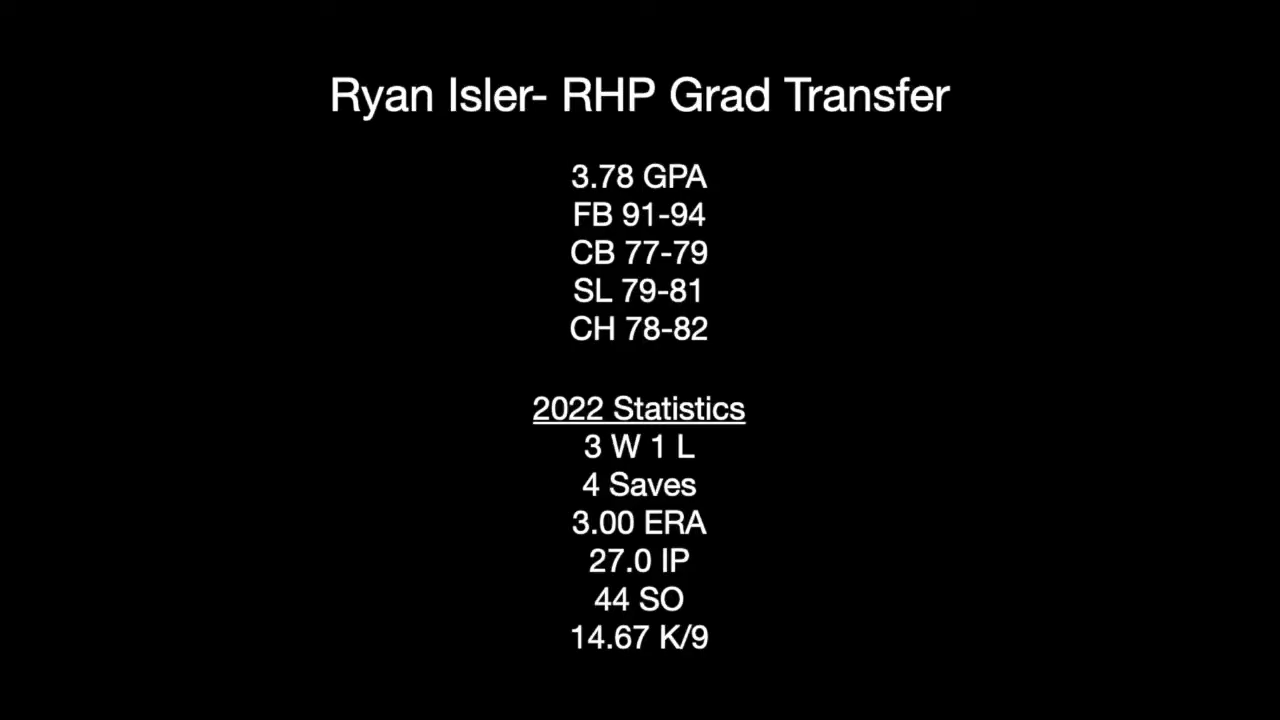 Ryan Isler- RHP Grad Transfer
3.78 GPA
FB 91-94
CB 77-79
SL 79-81
CH 78-82
2022 Statistics
3 W 1 L
4 Saves
3.00 ERA
27.0 IP
44 SO
14.67 K/9